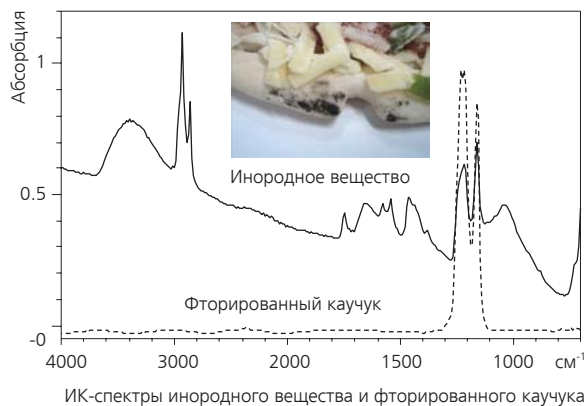 Абсорбция
1
0.5
-0
Инородное вещество
Фторированный каучук
4000 3000 2000 1500 1000 см-1
ИК-спектры инородного вещества и фторированного каучука